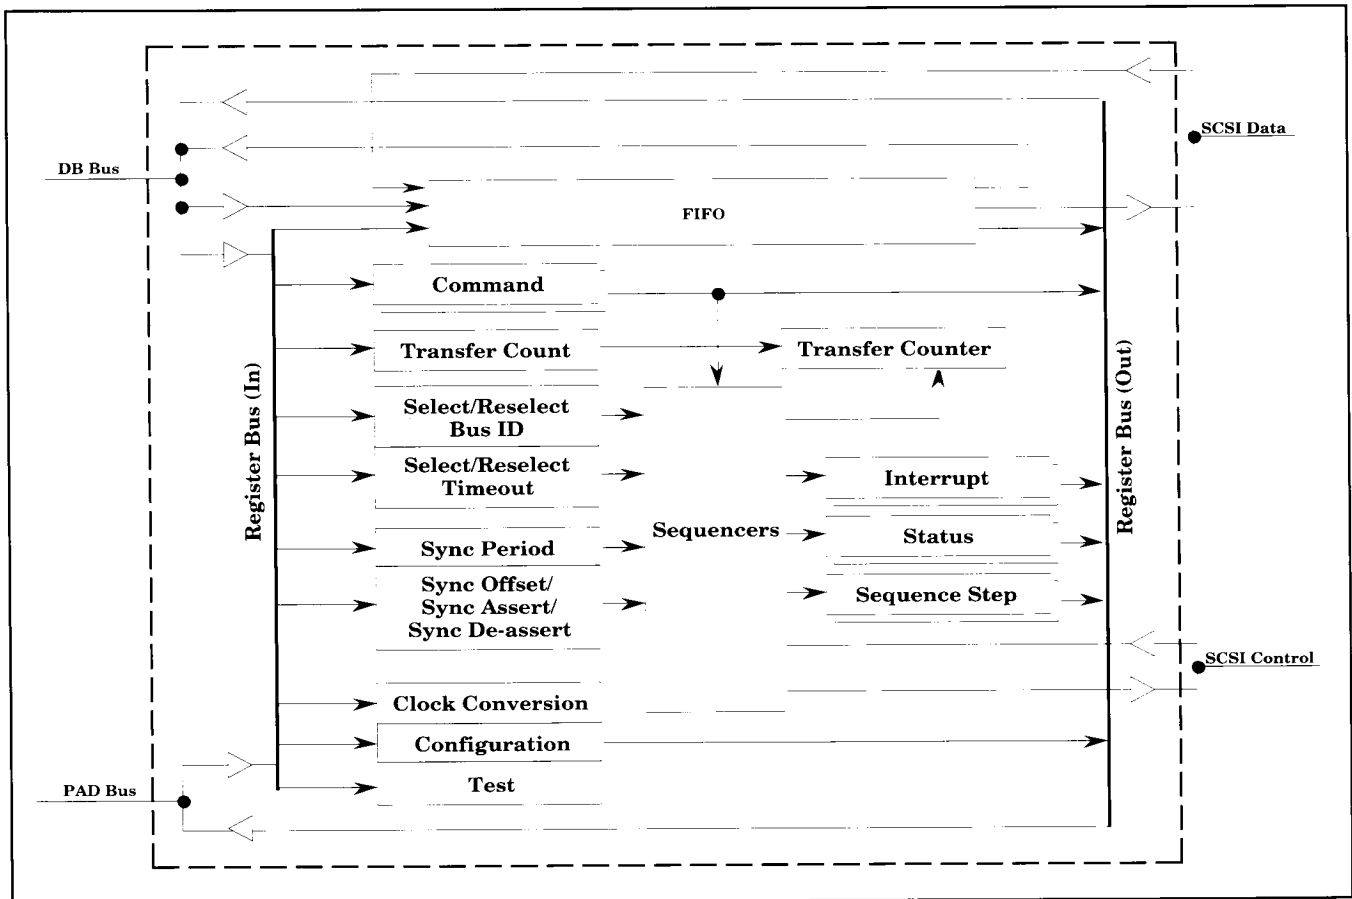 SCSI Data
DB Bus
FIFO
Command
Transfer Count
Transfer Counter
Register Bus (In)
Register Bus (Out)
Select/Reselect
Bus ID
Select/Reselect
Timeout
Interrupt
Sequencers
Status
Sync Period
Sync Offset/
Sync Assert/
Sync De-assert
Sequence Step
SCSI Control
Clock Conversion
Configuration
Test
PAD Bus